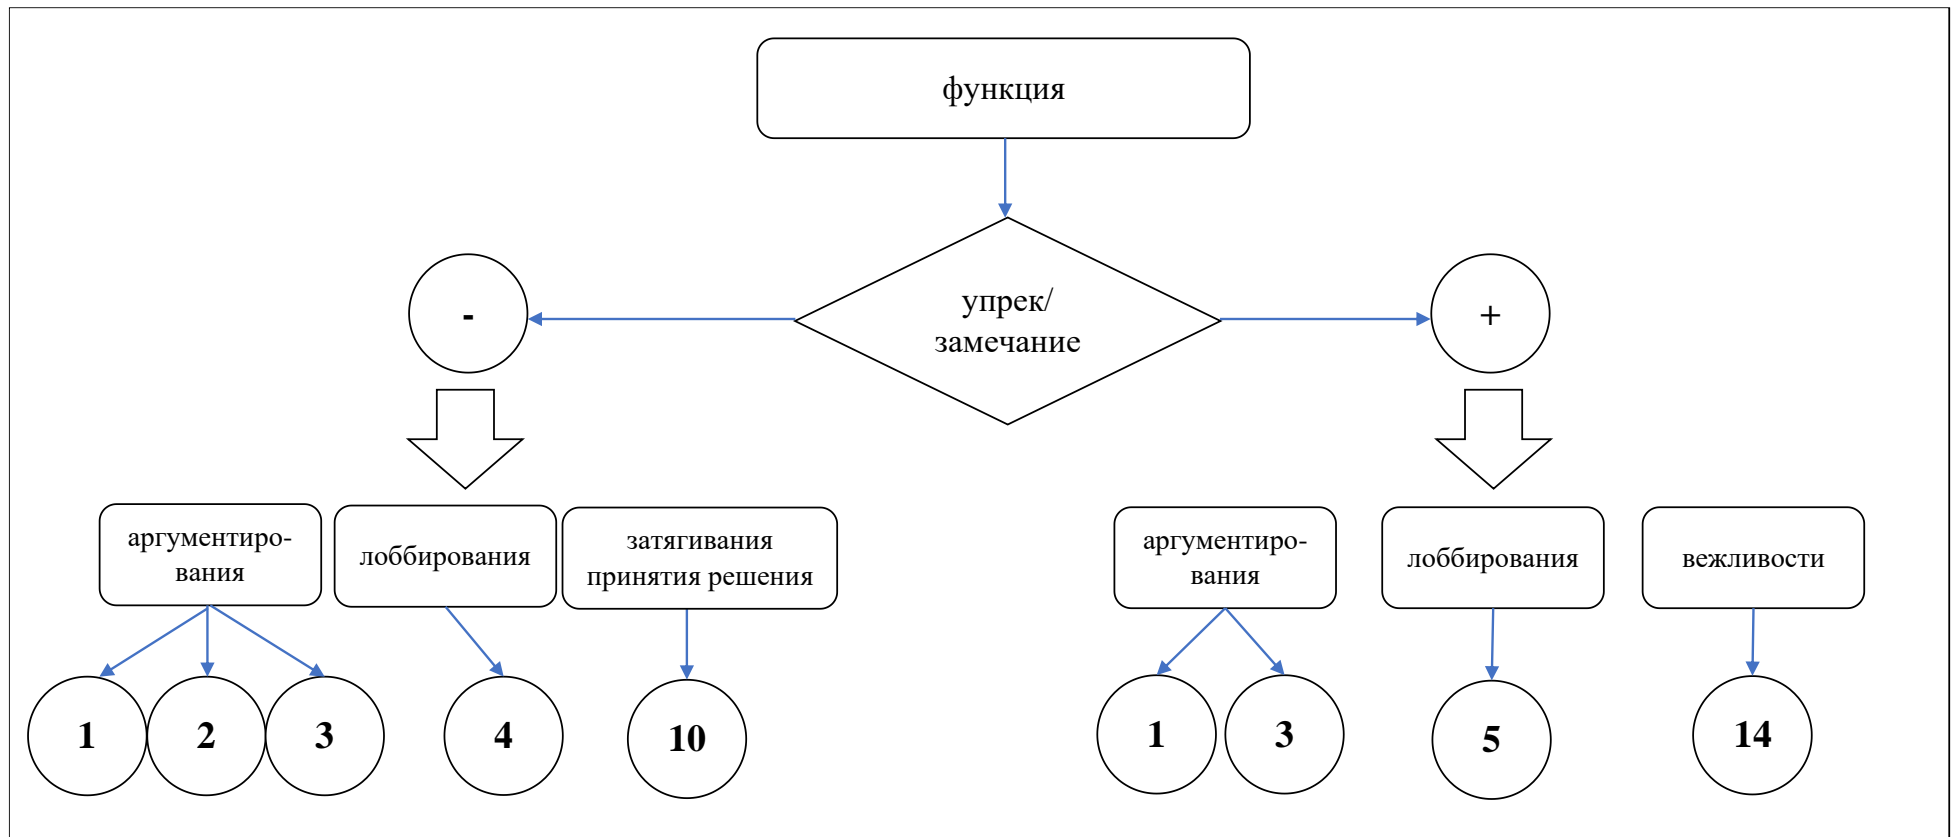 функция
упрек/
замечание
-
+
аргументиро-
вания
лоббирования
затягивания
принятия решения
аргументиро-
вания
лоббирования
вежливости
1
2
3
4
10
1
3
5
14